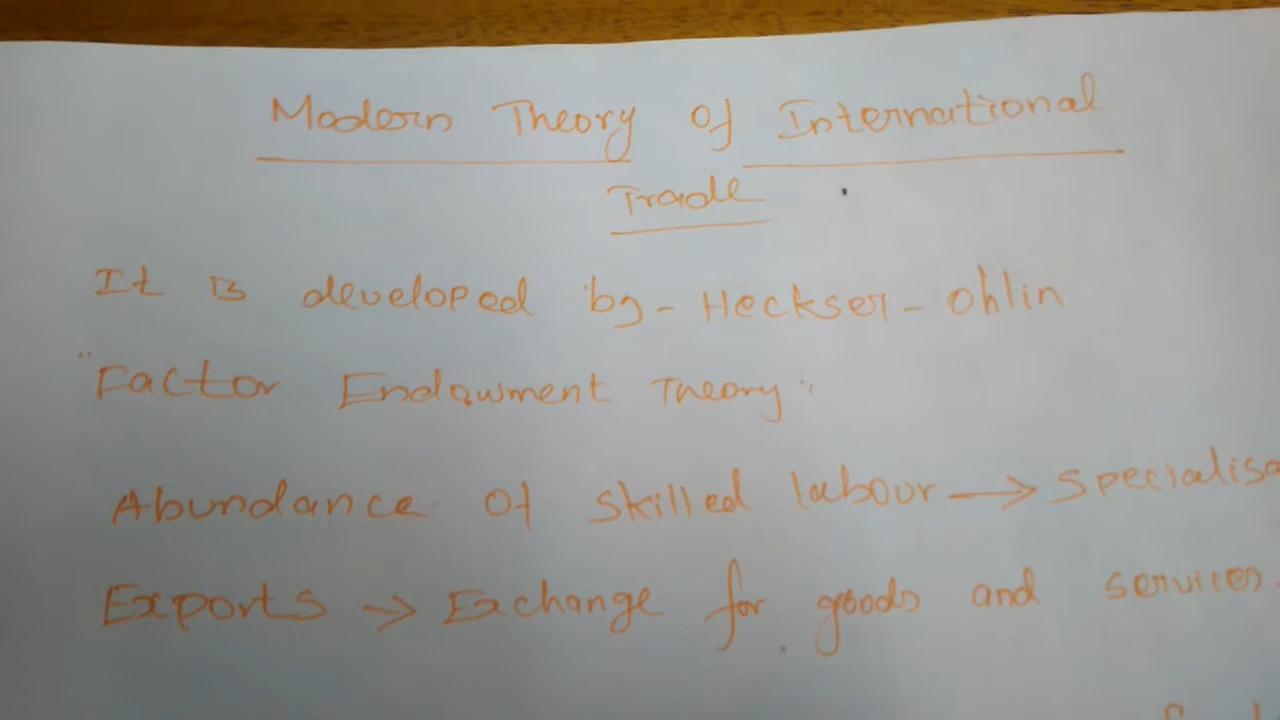 Modern Theory Of International
Trade
It is developed by - Heckser - Ohlin
"Factor Endowment Theory"
Abundance Of skilled labour → specialisa
Exports → Exchange for goods and services